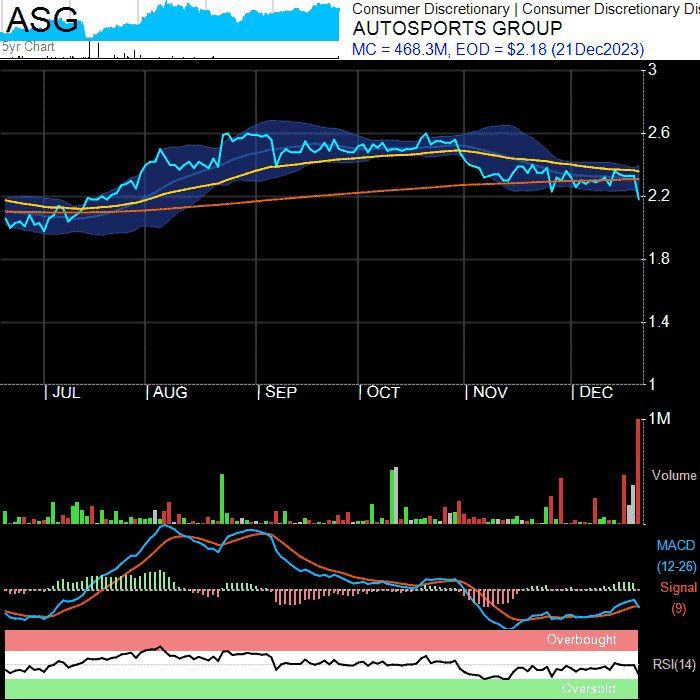 ASG
5yr Chart
Consumer Discretionary | Consumer Discretionary Dis
AUTOSPORTS GROUP
MC = 468.3M, EOD = $2.18 (21Dec2023)
3
2.6
2.2
1.8
1.4
1
| JUL | AUG | SEP | OCT | NOV | DEC
1M
Volume
MACD
(12-26)
Signal
(9)
Overbought
RSI(14)
Oversold